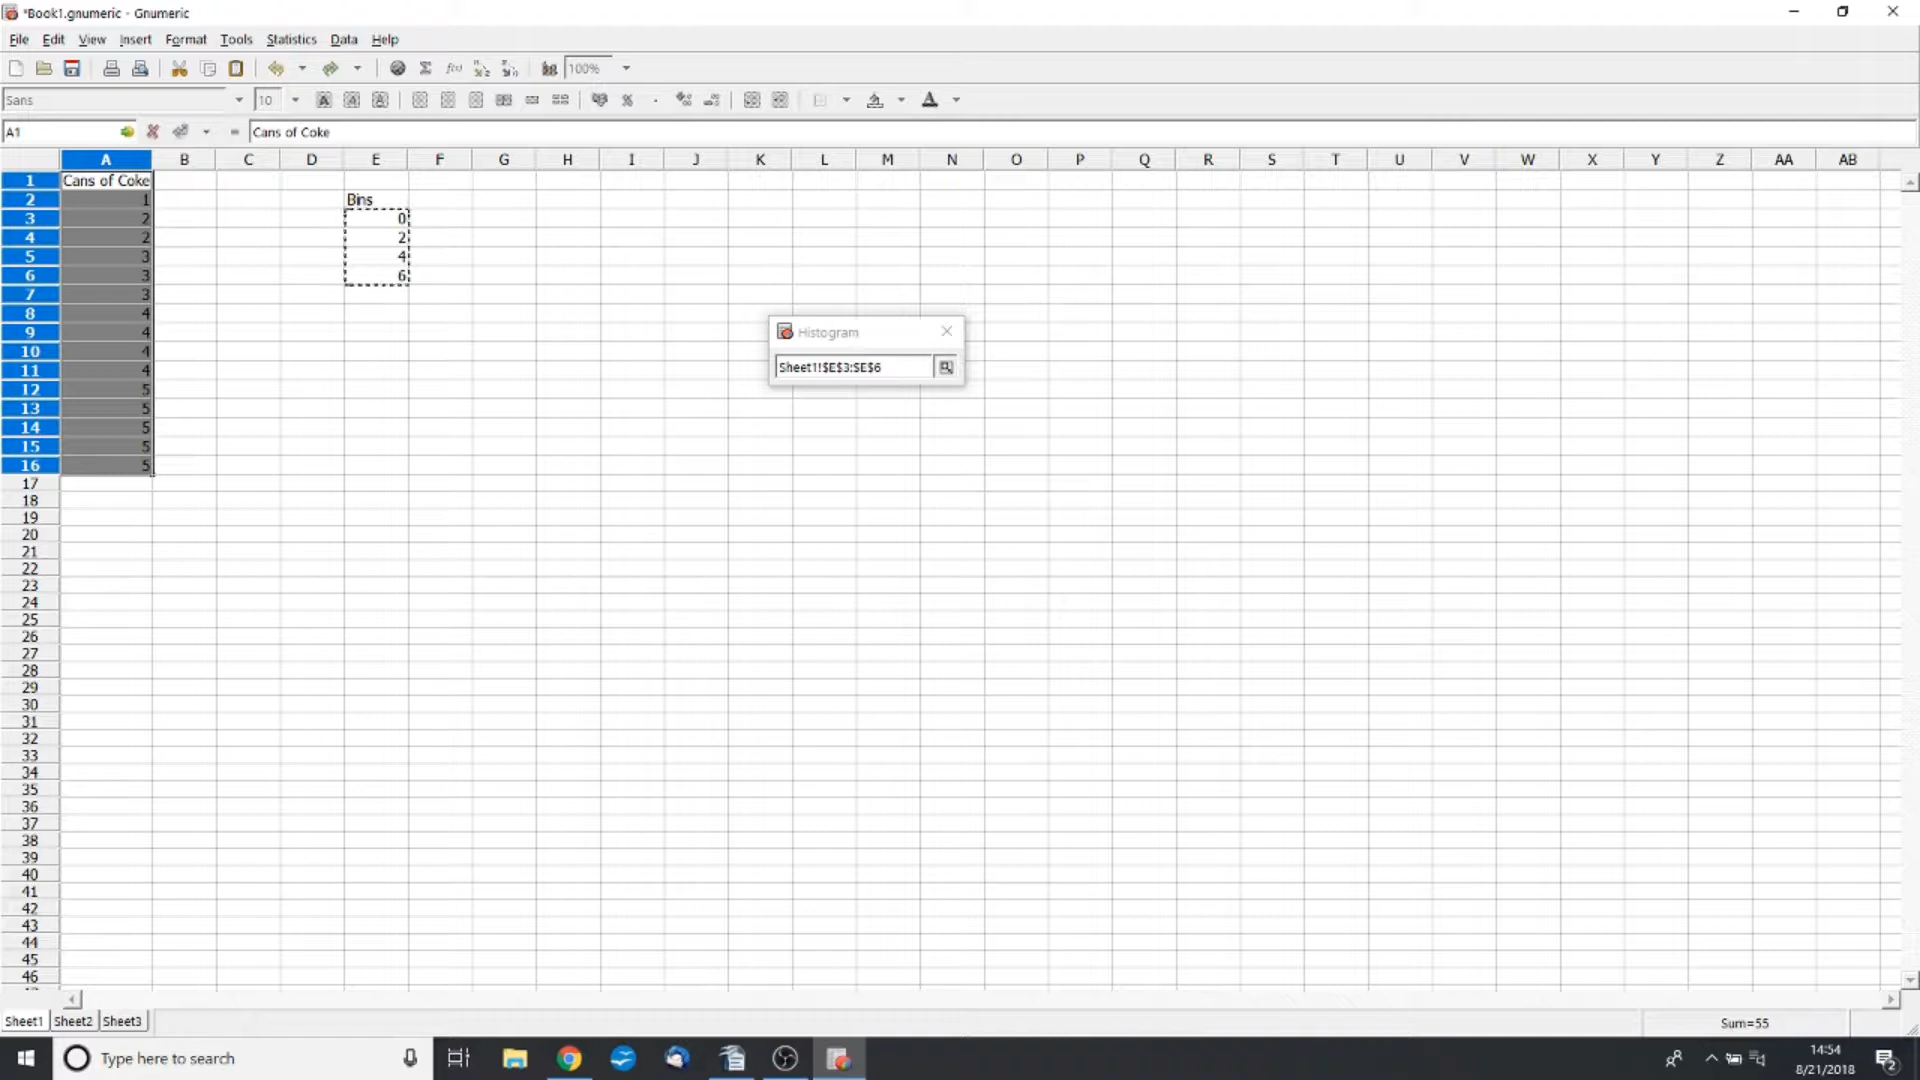 *Book1.gnumeric - Gnumeric
File Edit View Insert Format Tools Statistics Data Help
100%
Sans 10
A1 = Cans of Coke
A B C D E F G H I J K L M N O P Q R S T U V W X Y Z AA AB
1 Cans of Coke
2 1 Bins
3 2 0
4 2 2
5 3 4
6 3 6
7 3
8 4
Histogram
9 4
10 4
Sheet1!$E$3:$E$6
11 4
12 5
13 5
14 5
15 5
16 5
17
18
19
20
21
22
23
24
25
26
27
28
29
30
31
32
33
34
35
36
37
38
39
40
41
42
43
44
45
46
Sheet1 Sheet2 Sheet3
Sum=55
Type here to search
14:54
8/21/2018
2